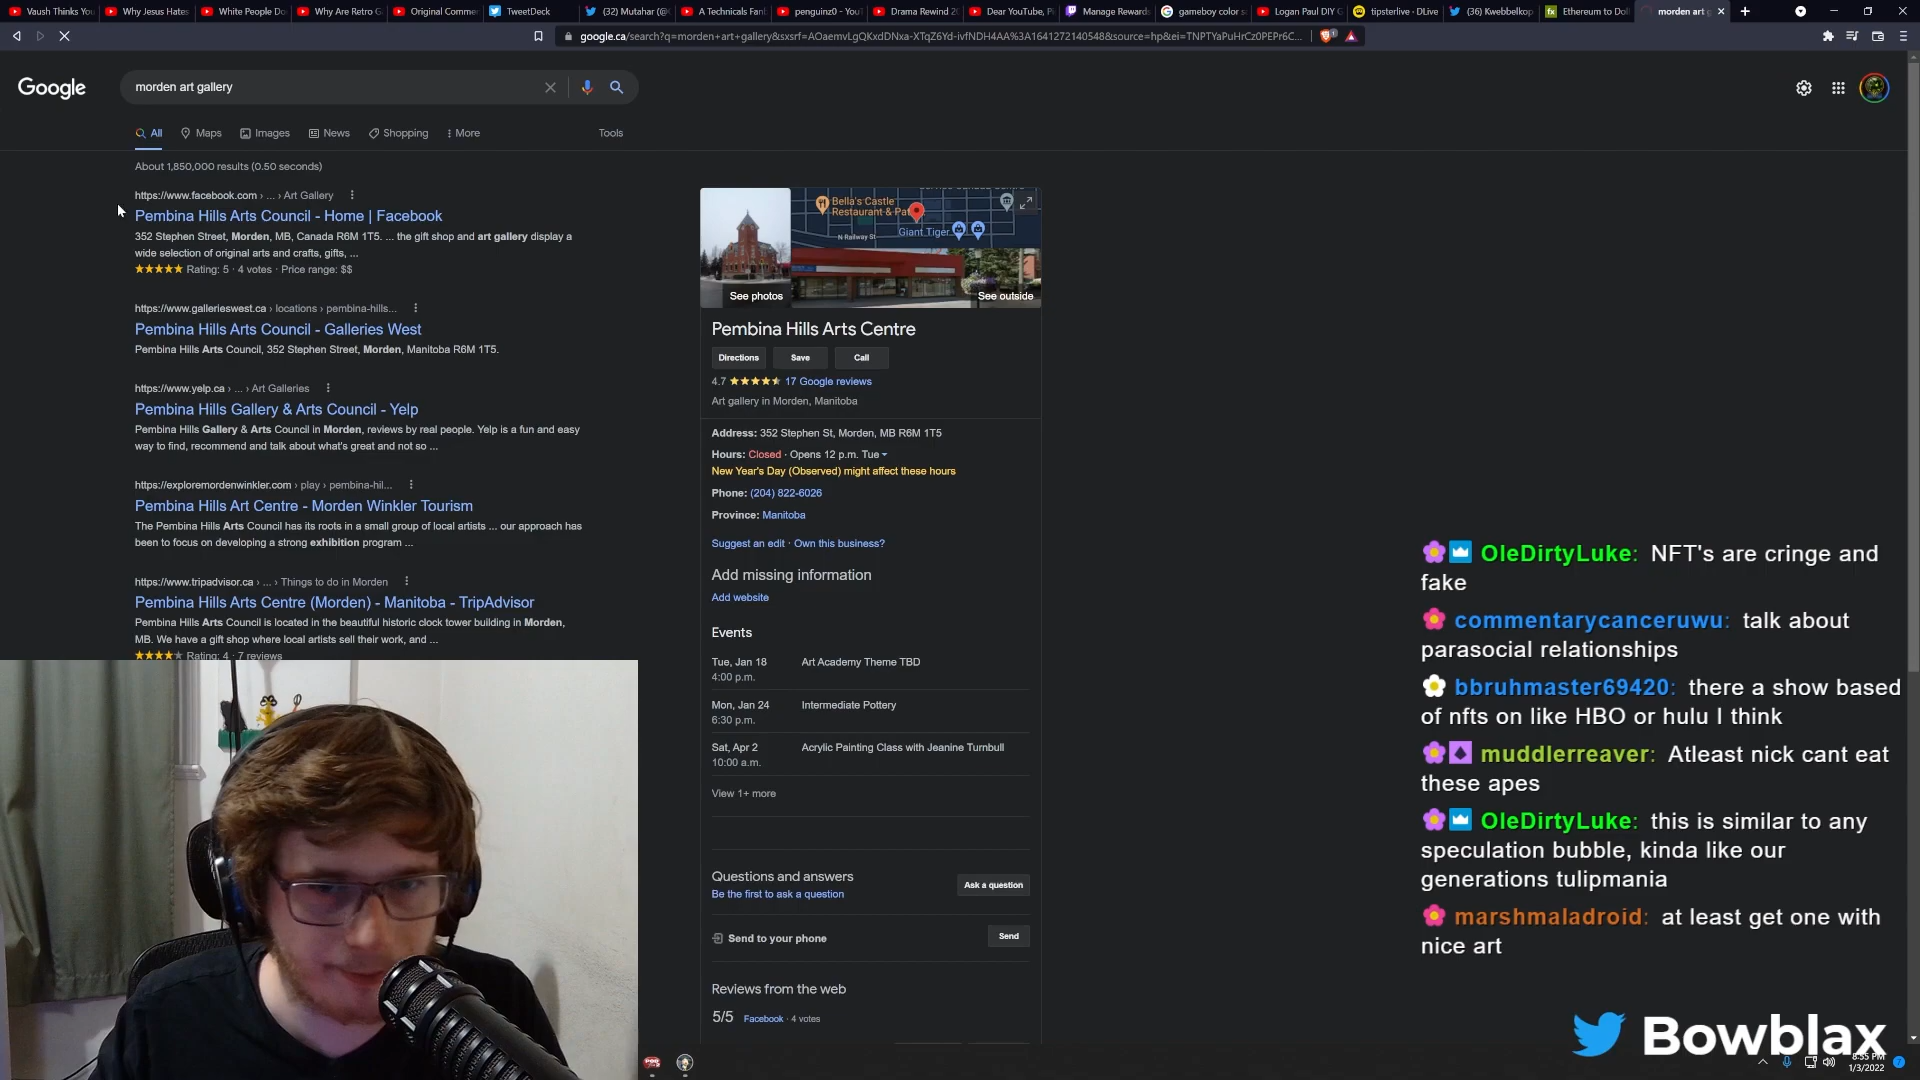 Vaush Thinks You
Why Jesus Hates
White People Do
Why Are Retro G
Original Comme
TweetDeck
(32) Mutahar (@
A Technicals Fan
penguinz0 - YouT
Drama Rewind 20
Dear YouTube, P
Manage Rewards
gameboy color s
Logan Paul DIY G
tipsterlive · DLive
(36) Kwebbelkop
Ethereum to Doll
morden art g
google.ca/search?q=morden+art+gallery&sxsrf=AOaemvLgQKxdDNxa-XTqZ6Yd-ivfNDH4AA%3A1641272140548&source=hp&ei=TNPTYaPuHrCz0PEPr6C...
Google
morden art gallery
All
Maps
Images
News
Shopping
More
Tools
About 1,850,000 results (0.50 seconds)
https://www.facebook.com › ... › Art Gallery
Pembina Hills Arts Council - Home | Facebook
352 Stephen Street, Morden, MB, Canada R6M 1T5. ... the gift shop and art gallery display a
wide selection of original arts and crafts, gifts, ...
★★★★★ Rating: 5 · 4 votes · Price range: $$
https://www.gallerieswest.ca › locations › pembina-hills...
Pembina Hills Arts Council - Galleries West
Pembina Hills Arts Council, 352 Stephen Street, Morden, Manitoba R6M 1T5.
https://www.yelp.ca › ... › Art Galleries
Pembina Hills Gallery & Arts Council - Yelp
Pembina Hills Gallery & Arts Council in Morden, reviews by real people. Yelp is a fun and easy
way to find, recommend and talk about what's great and not so ...
https://exploremordenwinkler.com › play › pembina-hil...
Pembina Hills Art Centre - Morden Winkler Tourism
The Pembina Hills Arts Council has its roots in a small group of local artists ... our approach has
been to focus on developing a strong exhibition program ...
https://www.tripadvisor.ca › ... › Things to do in Morden
Pembina Hills Arts Centre (Morden) - Manitoba - TripAdvisor
Pembina Hills Arts Council is located in the beautiful historic clock tower building in Morden,
MB. We have a gift shop where local artists sell their work, and ...
Rating: 4 · 7 reviews
Bella's Castle
Restaurant & Pat
N Railway St
Giant Tiger
See photos
See outside
Pembina Hills Arts Centre
Directions
Save
Call
4.7 17 Google reviews
Art gallery in Morden, Manitoba
Address: 352 Stephen St, Morden, MB R6M 1T5
Hours: Closed · Opens 12 p.m. Tue
New Year's Day (Observed) might affect these hours
Phone: (204) 822-6026
Province: Manitoba
Suggest an edit · Own this business?
Add missing information
Add website
Events
Tue, Jan 18 Art Academy Theme TBD
4:00 p.m.
Mon, Jan 24 Intermediate Pottery
6:30 p.m.
Sat, Apr 2 Acrylic Painting Class with Jeanine Turnbull
10:00 a.m.
View 1+ more
Questions and answers
Be the first to ask a question
Ask a question
Send to your phone
Send
Reviews from the web
5/5 Facebook · 4 votes
OleDirtyLuke: NFT's are cringe and
fake
commentarycanceruwu: talk about
parasocial relationships
bbruhmaster69420: there a show based
of nfts on like HBO or hulu I think
muddlerreaver: Atleast nick cant eat
these apes
OleDirtyLuke: this is similar to any
speculation bubble, kinda like our
generations tulipmania
marshmaladroid: at least get one with
nice art
Bowblax
8:55 PM
1/3/2022